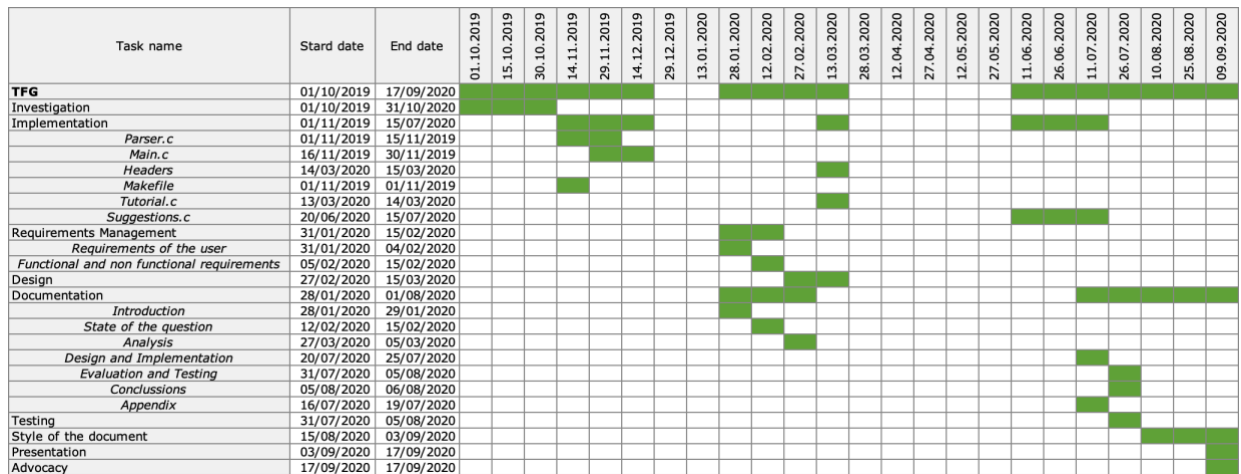 Task name Stard date End date 01.10.2019 15.10.2019 30.10.2019 14.11.2019 29.11.2019 14.12.2019 29.12.2019 13.01.2020 28.01.2020 12.02.2020 27.02.2020 13.03.2020 28.03.2020 12.04.2020 27.04.2020 12.05.2020 27.05.2020 11.06.2020 26.06.2020 11.07.2020 26.07.2020 10.08.2020 25.08.2020 09.09.2020
TFG 01/10/2019 17/09/2020
Investigation 01/10/2019 31/10/2020
Implementation 01/11/2019 15/07/2020
Parser.c 01/11/2019 15/11/2019
Main.c 16/11/2019 30/11/2019
Headers 14/03/2020 15/03/2020
Makefile 01/11/2019 01/11/2019
Tutorial.c 13/03/2020 14/03/2020
Suggestions.c 20/06/2020 15/07/2020
Requirements Management 31/01/2020 15/02/2020
Requirements of the user 31/01/2020 04/02/2020
Functional and non functional requirements 05/02/2020 15/02/2020
Design 27/02/2020 15/03/2020
Documentation 28/01/2020 01/08/2020
Introduction 28/01/2020 29/01/2020
State of the question 12/02/2020 15/02/2020
Analysis 27/03/2020 05/03/2020
Design and Implementation 20/07/2020 25/07/2020
Evaluation and Testing 31/07/2020 05/08/2020
Conclussions 05/08/2020 06/08/2020
Appendix 16/07/2020 19/07/2020
Testing 31/07/2020 05/08/2020
Style of the document 15/08/2020 03/09/2020
Presentation 03/09/2020 17/09/2020
Advocacy 17/09/2020 17/09/2020